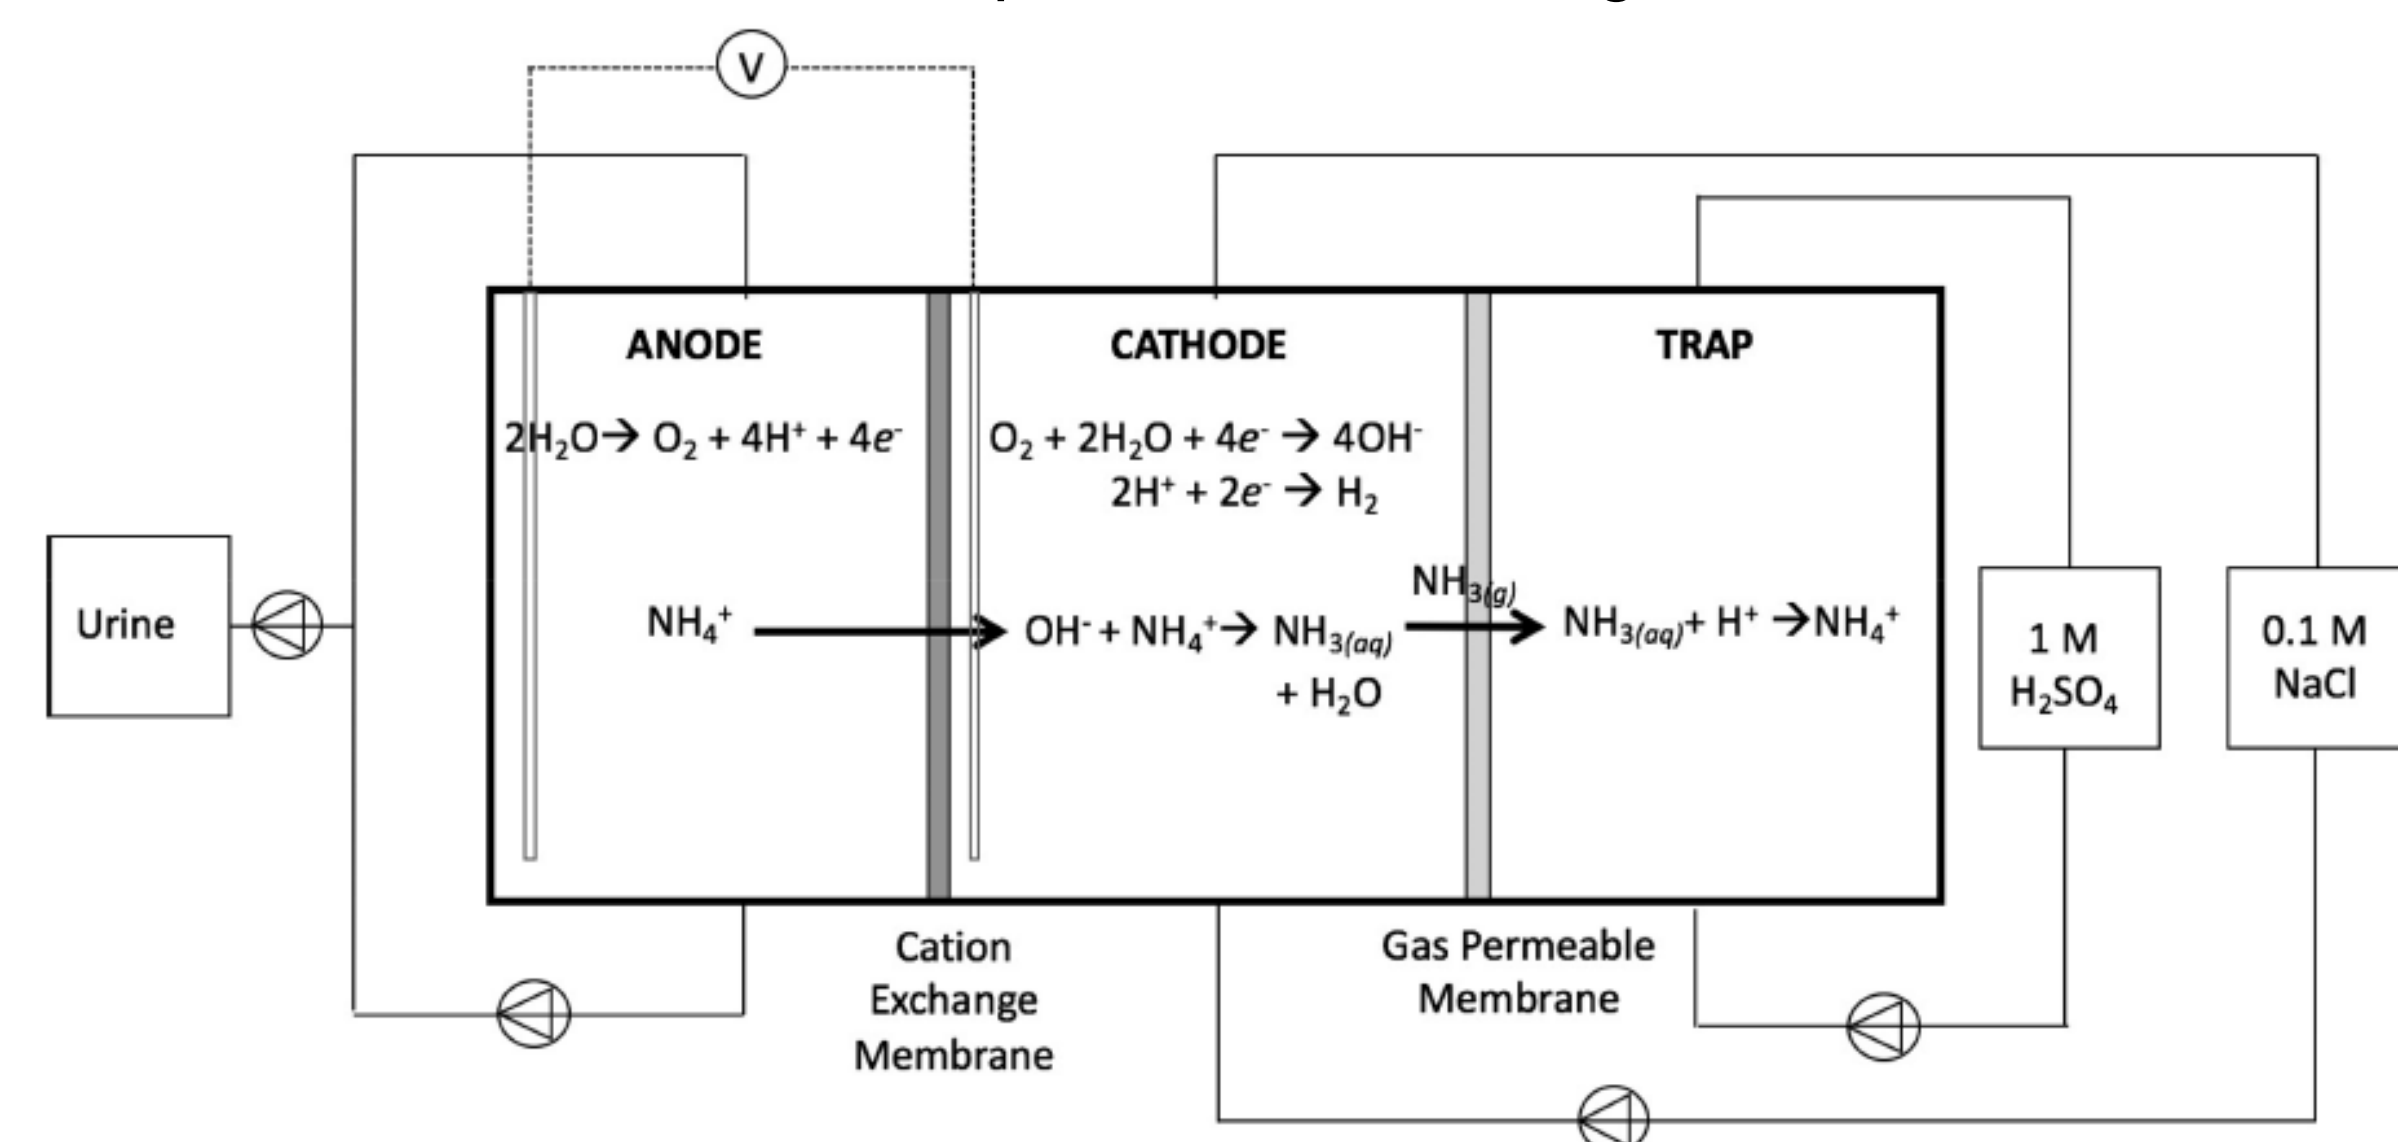 V
ANODE
CATHODE
TRAP
2H₂O→ O₂ + 4H⁺ + 4e⁻
O₂ + 2H₂O + 4e⁻ → 4OH⁻
2H⁺ + 2e⁻ → H₂
Urine
NH₄⁺
OH⁻ + NH₄⁺→ NH₃(aq)
+ H₂O
NH₃(g)
NH₃(aq)+ H⁺ →NH₄⁺
1 M
H₂SO₄
0.1 M
NaCl
Cation
Exchange
Membrane
Gas Permeable
Membrane